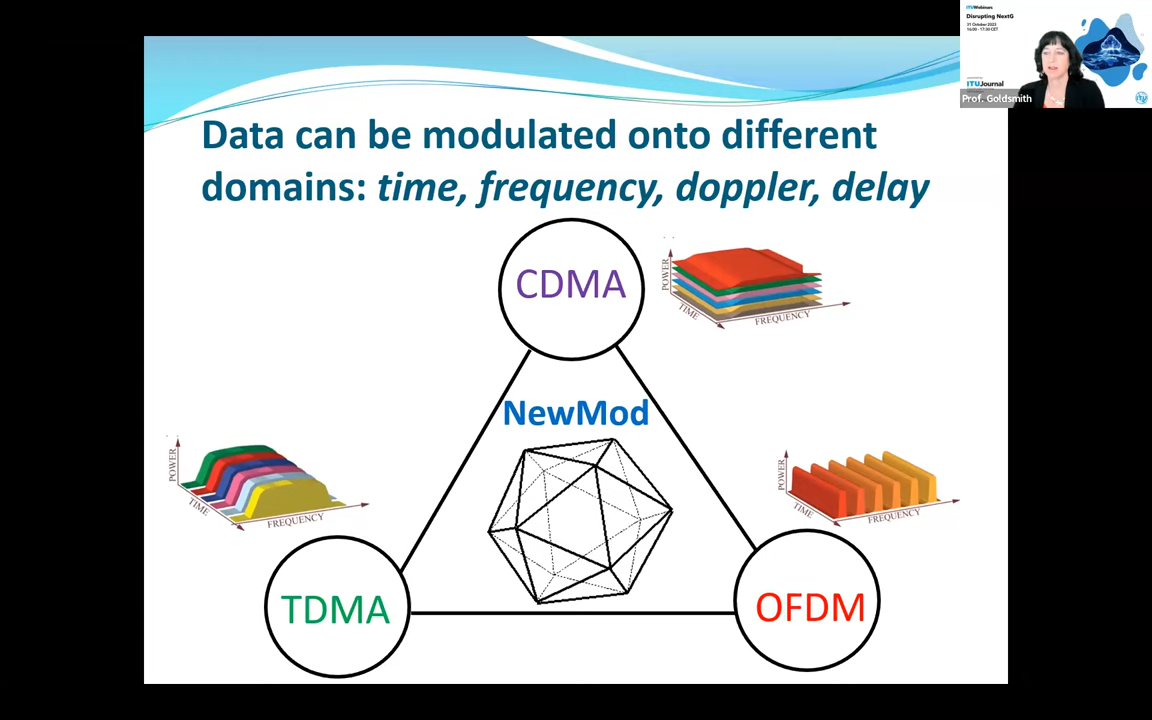 ITUWebinars
Disrupting NextG
31 October 2023
16:00 - 17:30 CET
ITUJournal
Prof. Goldsmith
Data can be modulated onto different
domains: time, frequency, doppler, delay
CDMA
POWER
TIME
FREQUENCY
NewMod
POWER
TIME
FREQUENCY
POWER
TIME
FREQUENCY
TDMA
OFDM